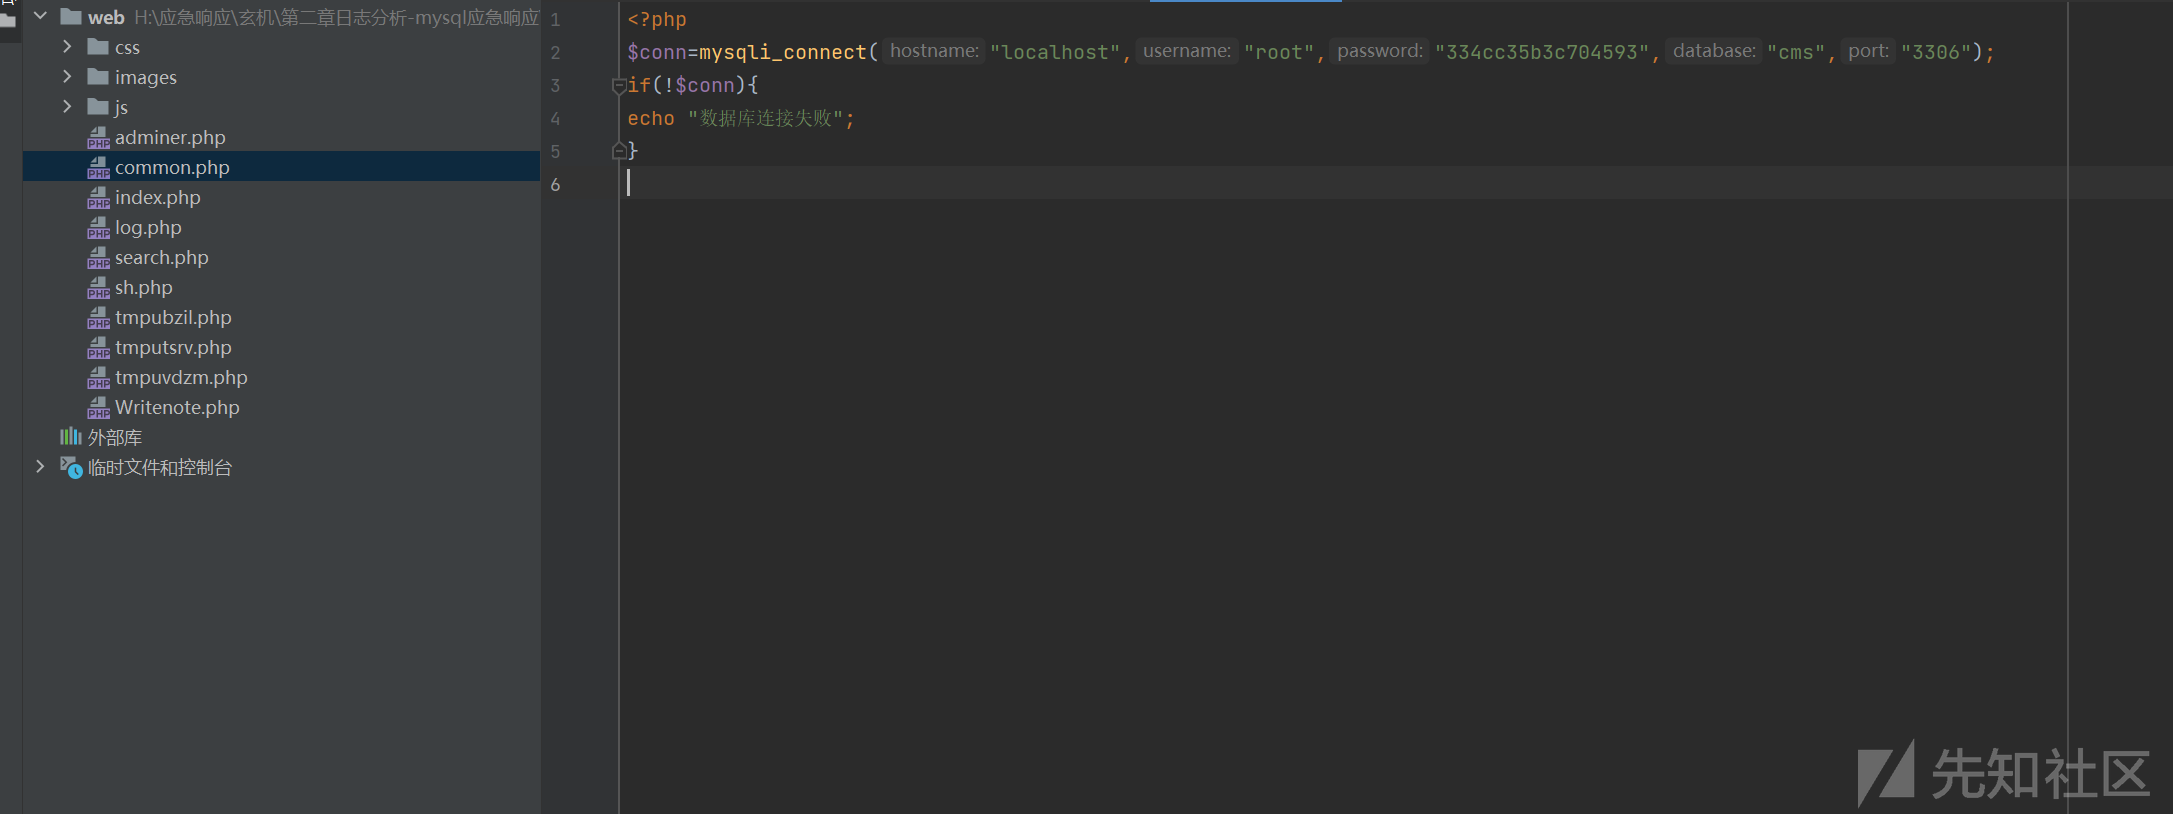 web H:\应急响应\玄机\第二章日志分析-mysql应急响应
css
images
js
adminer.php
common.php
index.php
log.php
search.php
sh.php
tmpubzil.php
tmputsrv.php
tmpuvdzm.php
Writenote.php
外部库
临时文件和控制台
1 <?php
2 $conn=mysqli_connect( hostname: "localhost", username: "root", password: "334cc35b3c704593", database: "cms", port: "3306");
3 if(!$conn){
4 echo "数据库连接失败";
5 }
6
先知社区